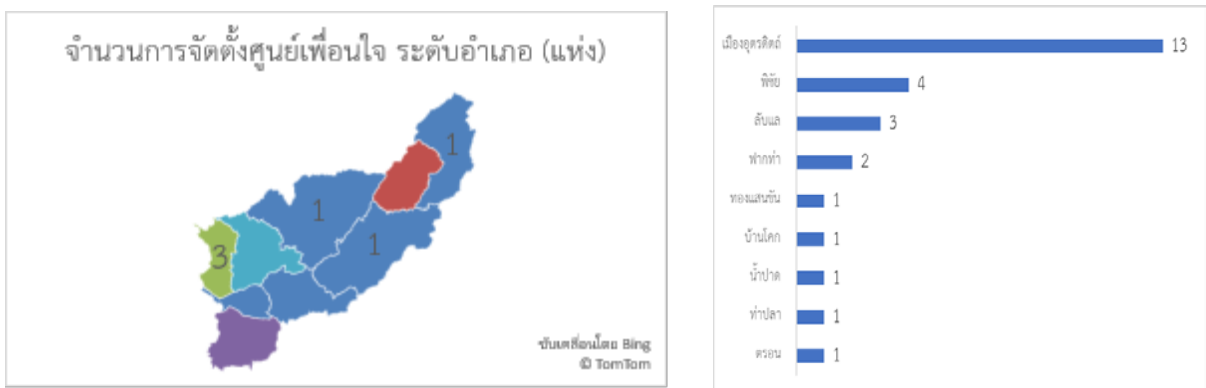 จำนวนการจัดตั้งศูนย์เพื่อนใจ ระดับอำเภอ (แห่ง)
1
1
1
3
ขับเคลื่อนโดย Bing
© TomTom
เมืองอุตรดิตถ์ 13
พิชัย 4
ลับแล 3
ฟากท่า 2
ทองแสนขัน 1
บ้านโคก 1
น้ำปาด 1
ท่าปลา 1
ตรอน 1